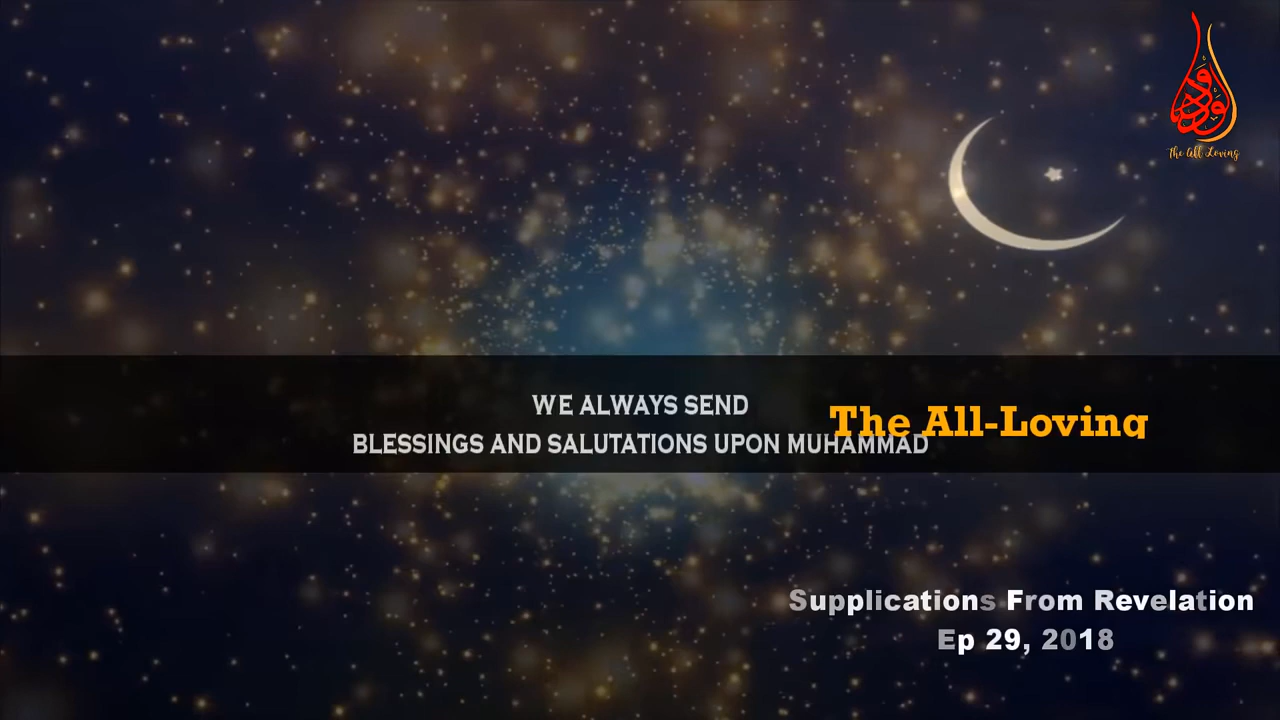 The All Loving
WE ALWAYS SEND
BLESSINGS AND SALUTATIONS UPON MUHAMMAD
The All-Loving
Supplications From Revelation
Ep 29, 2018